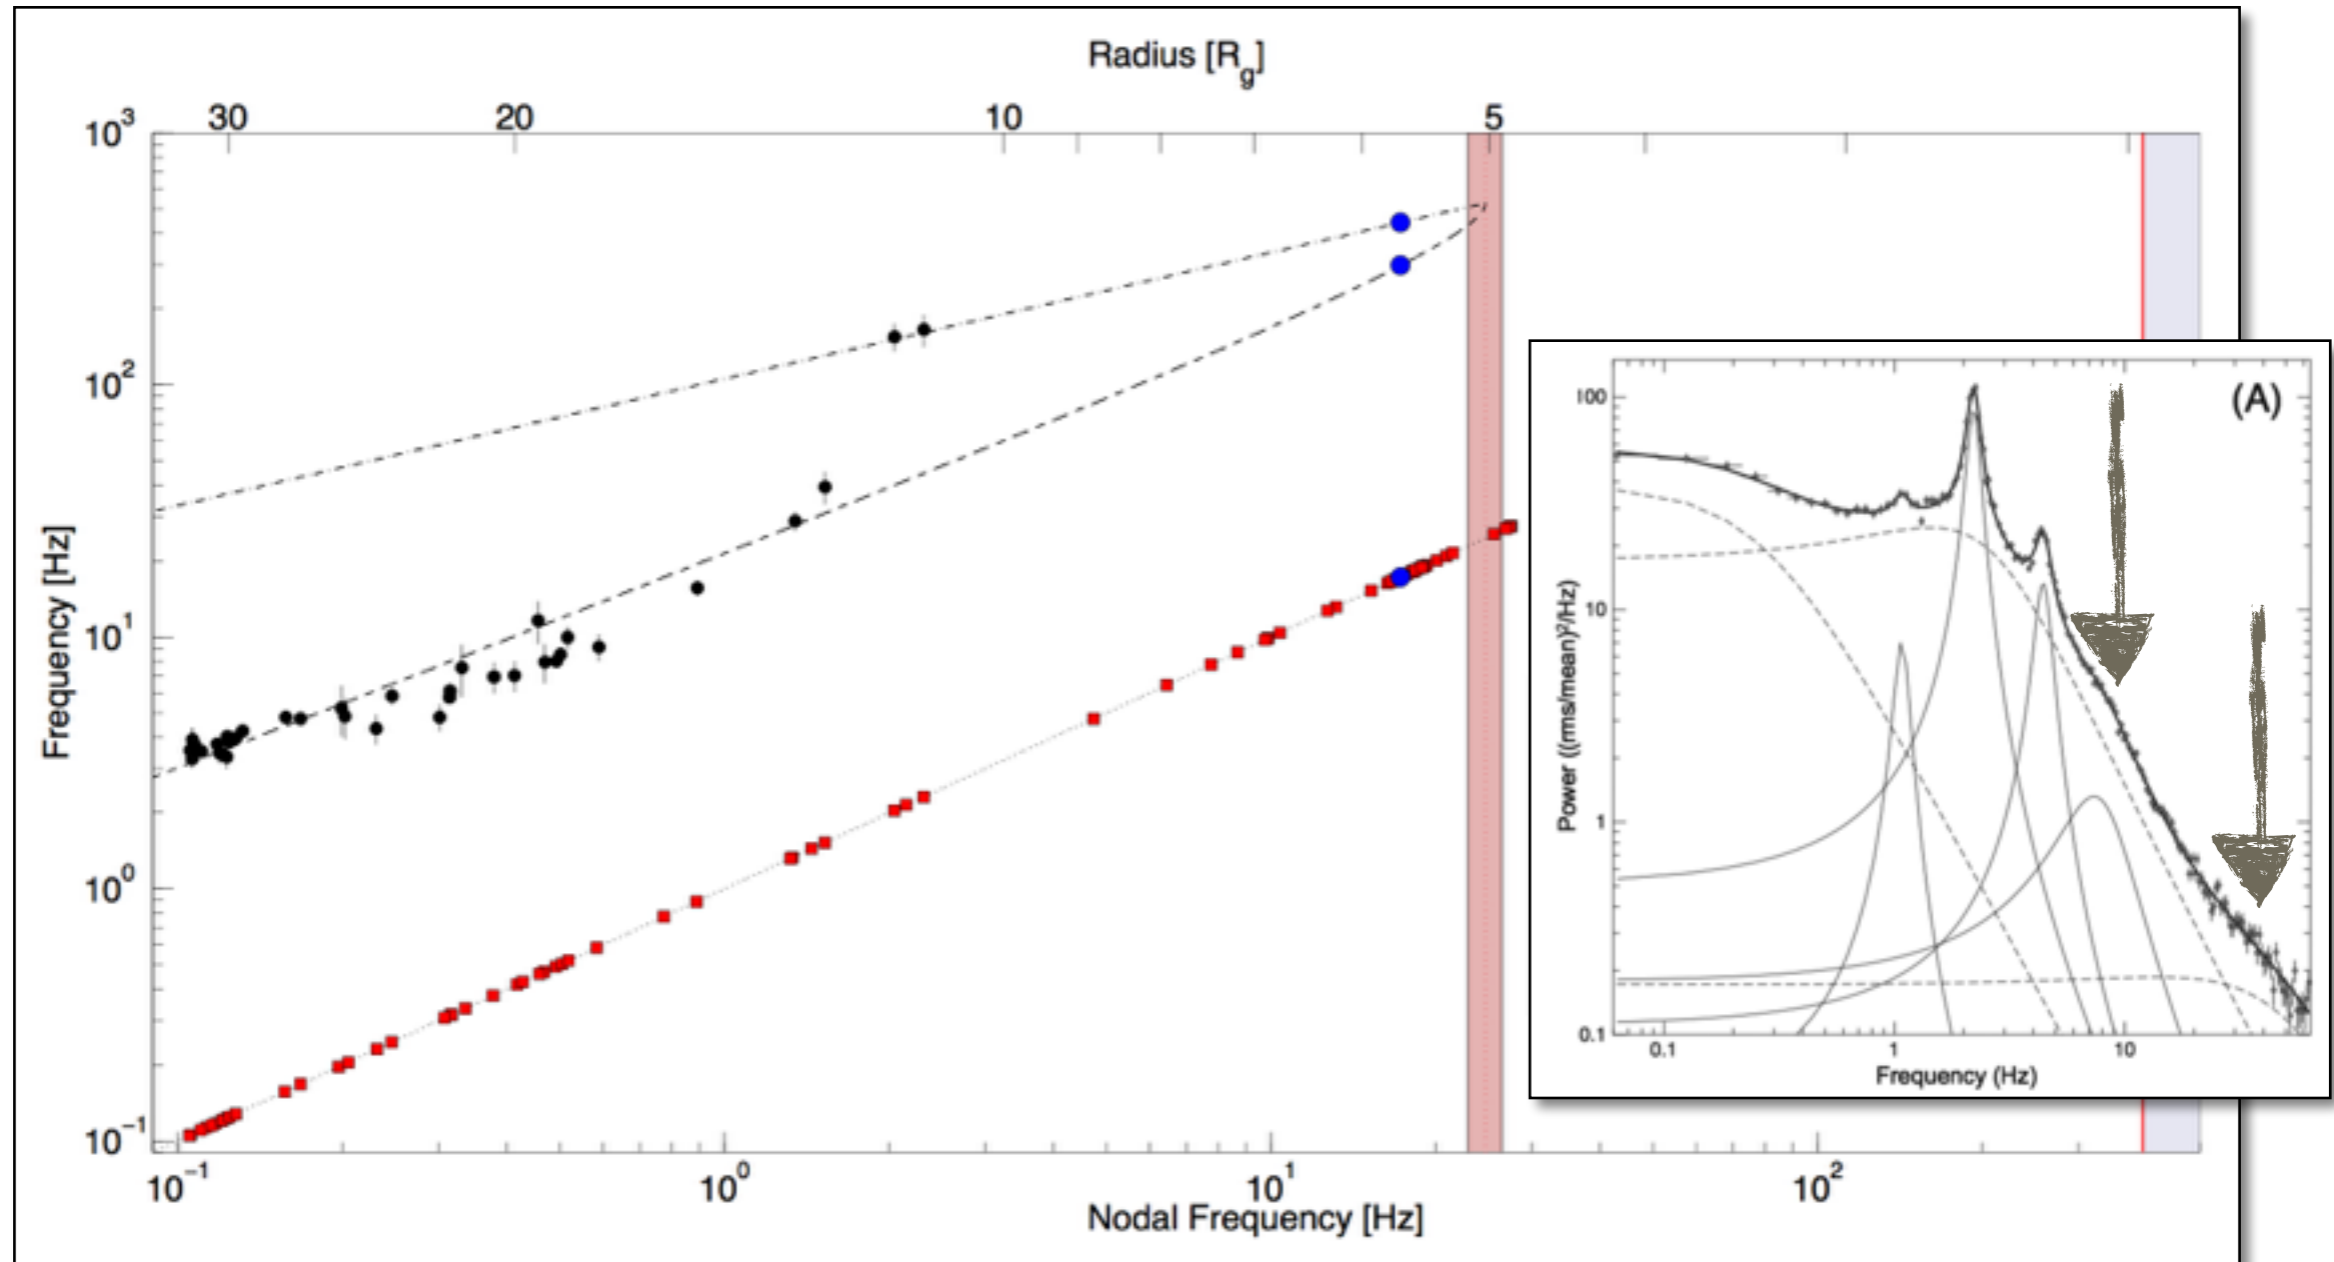 Radius [R_g]
30 20 10 5
10³
10²
10¹
10⁰
10⁻¹
Frequency [Hz]
10⁻¹ 10⁰ 10¹ 10²
Nodal Frequency [Hz]
(A)
100
10
1
0.1
Power ((rms/mean)²/Hz)
0.1 1 10
Frequency (Hz)